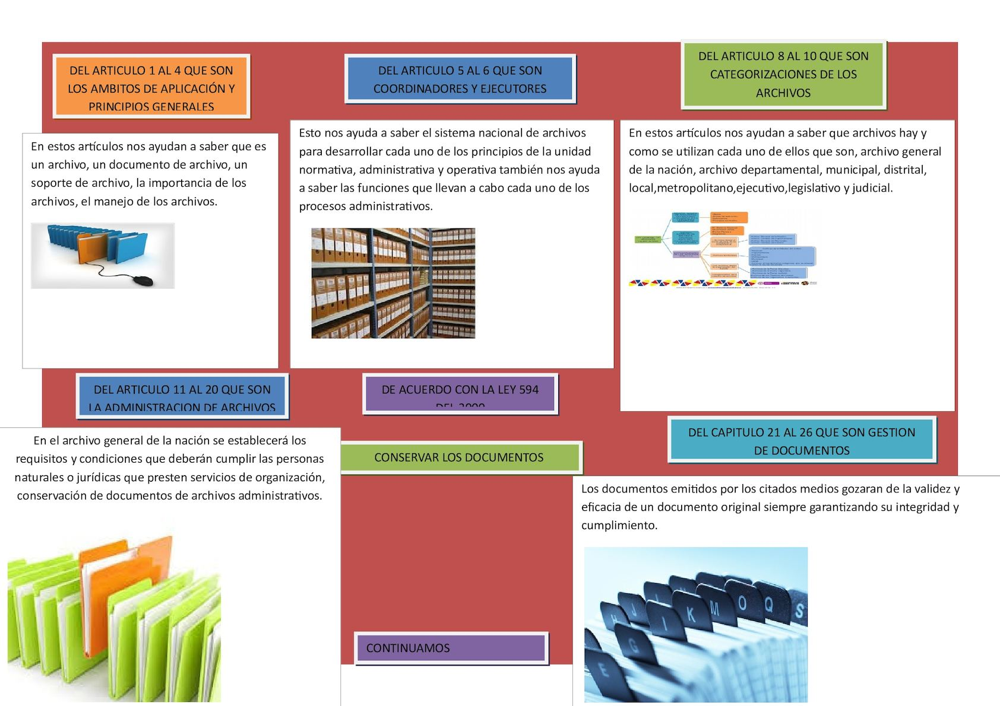 DEL ARTICULO 1 AL 4 QUE SON
LOS AMBITOS DE APLICACIÓN Y
PRINCIPIOS GENERALES
DEL ARTICULO 5 AL 6 QUE SON
COORDINADORES Y EJECUTORES
DEL ARTICULO 8 AL 10 QUE SON
CATEGORIZACIONES DE LOS
ARCHIVOS
En estos artículos nos ayudan a saber que es
un archivo, un documento de archivo, un
soporte de archivo, la importancia de los
archivos, el manejo de los archivos.
Esto nos ayuda a saber el sistema nacional de archivos
para desarrollar cada uno de los principios de la unidad
normativa, administrativa y operativa también nos ayuda
a saber las funciones que llevan a cabo cada uno de los
procesos administrativos.
En estos artículos nos ayudan a saber que archivos hay y
como se utilizan cada uno de ellos que son, archivo general
de la nación, archivo departamental, municipal, distrital,
local,metropolitano,ejecutivo,legislativo y judicial.
DEL ARTICULO 11 AL 20 QUE SON
LA ADMINISTRACION DE ARCHIVOS
DE ACUERDO CON LA LEY 594
DEL 2000
DEL CAPITULO 21 AL 26 QUE SON GESTION
DE DOCUMENTOS
En el archivo general de la nación se establecerá los
requisitos y condiciones que deberán cumplir las personas
naturales o jurídicas que presten servicios de organización,
conservación de documentos de archivos administrativos.
CONSERVAR LOS DOCUMENTOS
Los documentos emitidos por los citados medios gozaran de la validez y
eficacia de un documento original siempre garantizando su integridad y
cumplimiento.
H J I K M O Q S
G
E
CONTINUAMOS